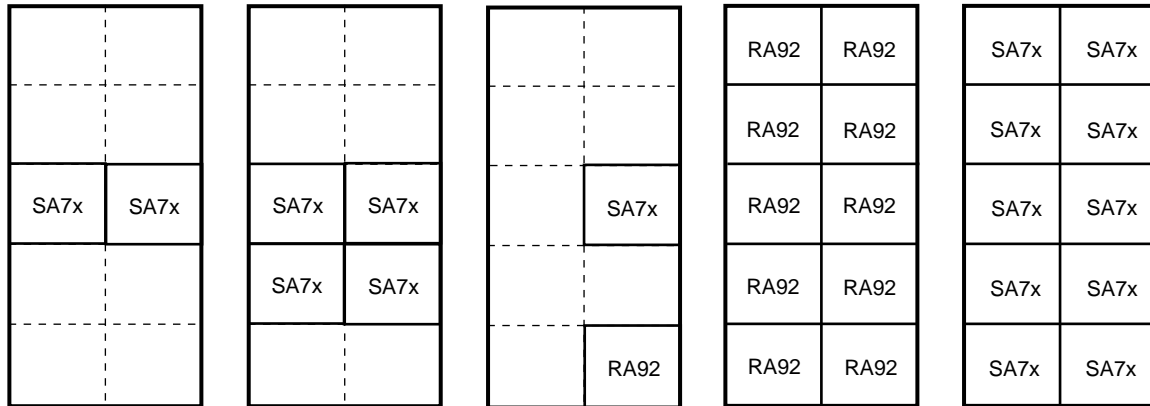 RA92 RA92 SA7x SA7x
RA92 RA92 SA7x SA7x
SA7x SA7x SA7x SA7x SA7x RA92 RA92 SA7x SA7x
SA7x SA7x RA92 RA92 SA7x SA7x
RA92 RA92 RA92 SA7x SA7x